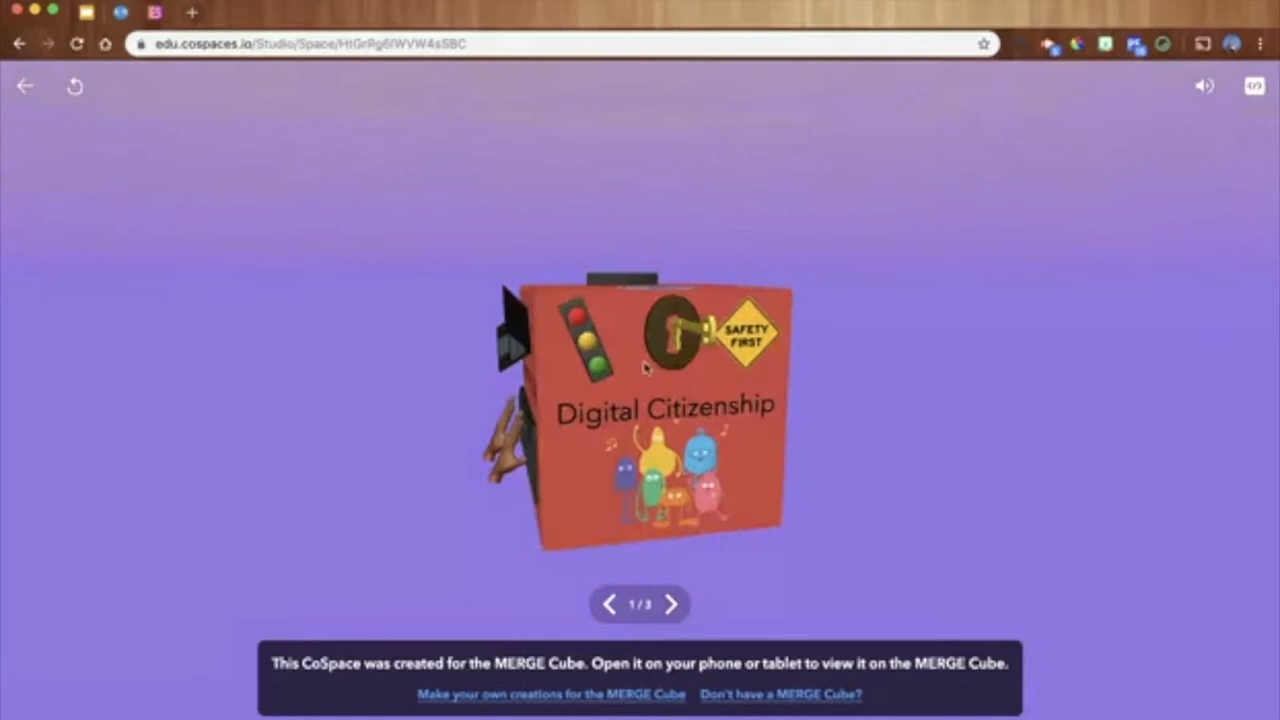 edu.cospaces.io/Studio/Space/HtGrRg6IWVW4sSBC
SAFETY
FIRST
Digital Citizenship
1 / 3
This CoSpace was created for the MERGE Cube. Open it on your phone or tablet to view it on the MERGE Cube.
Make your own creations for the MERGE Cube Don't have a MERGE Cube?